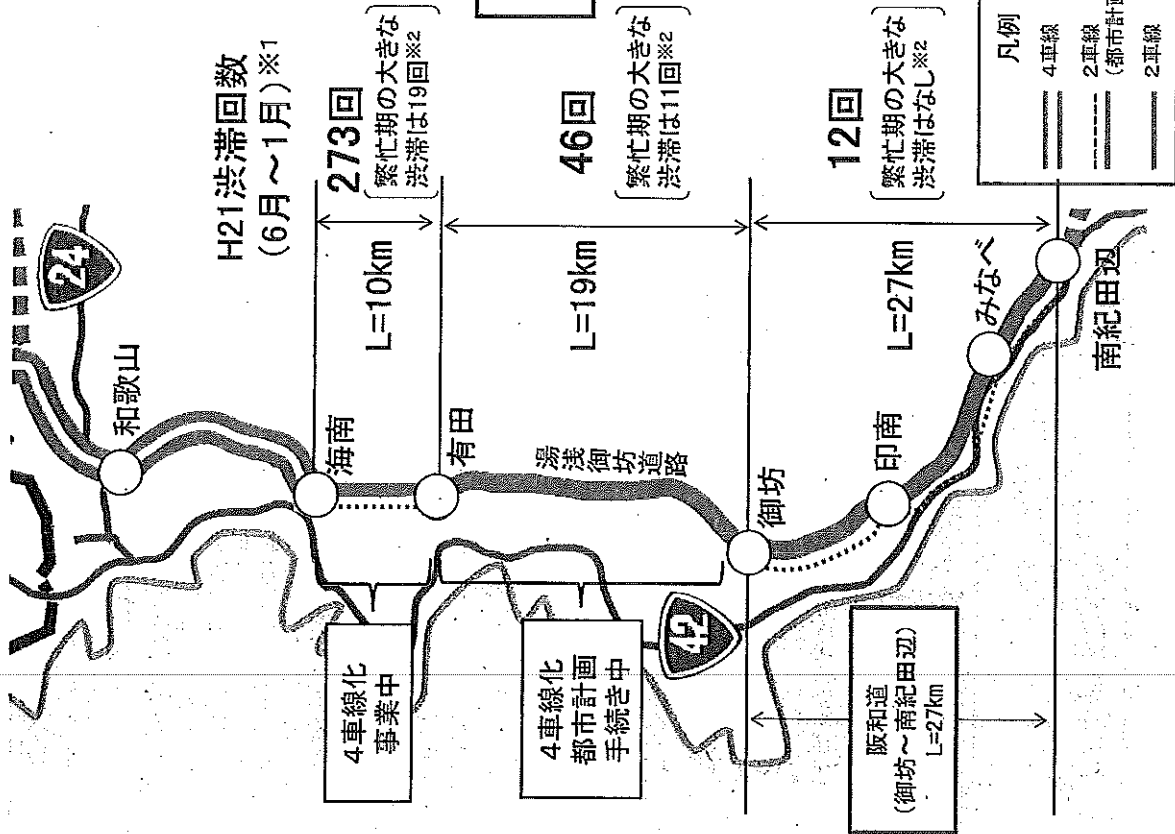 H21渋滞回数
(6月～1月)※1
273回
繁忙期の大きな
渋滞は19回※2
46回
繁忙期の大きな
渋滞は11回※2
12回
繁忙期の大きな
渋滞はなし※2
L=10km
L=19km
L=27km
24
和歌山
海南
有田
湯浅御坊道路
御坊
印南
みなべ
南紀田辺
42
4車線化
事業中
4車線化
都市計画
手続き中
阪和道
(御坊～南紀田辺)
L=27km
凡例
4車線
2車線
(都市計画
2車線